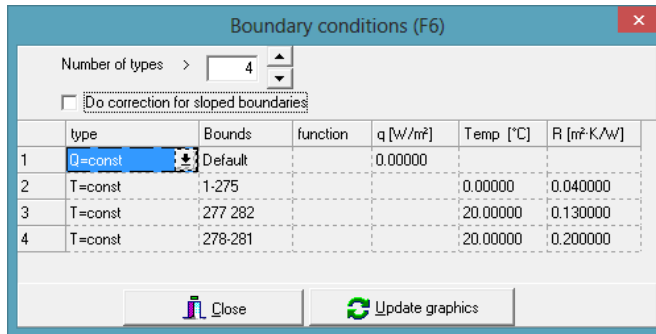 Boundary conditions (F6)
Number of types > 4
Do correction for sloped boundaries
type Bounds function q [W/m²] Temp [°C] R [m²·K/W]
1 Q=const Default 0.00000
2 T=const 1-275 0.00000 0.040000
3 T=const 277 282 20.00000 0.130000
4 T=const 278-281 20.00000 0.200000
Close Update graphics